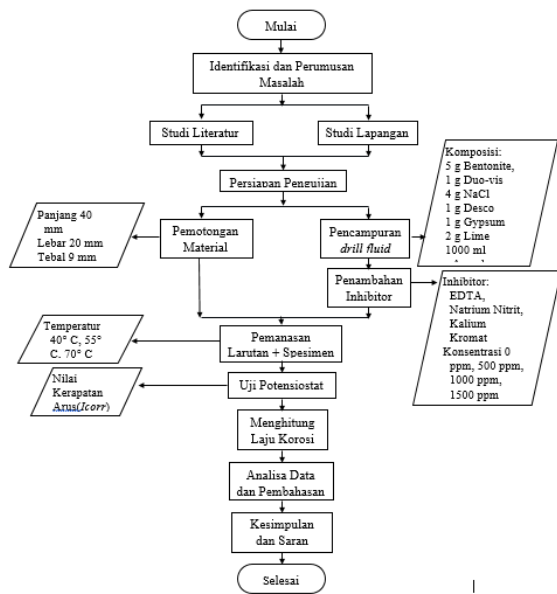 Mulai
Identifikasi dan Perumusan
Masalah
Studi Literatur
Studi Lapangan
Persiapan Pengujian
Komposisi:
5 g Bentonite,
1 g Duo-vis
4 g NaCl
1 g Desco
1 g Gypsum
2 g Lime
1000 ml
Panjang 40
mm
Lebar 20 mm
Tebal 9 mm
Pemotongan
Material
Pencampuran
drill fluid
Penambahan
Inhibitor
Inhibitor:
EDTA,
Natrium Nitrit,
Kalium
Kromat
Konsentrasi 0
ppm, 500 ppm,
1000 ppm,
1500 ppm
Temperatur
40° C, 55°
C. 70° C
Pemanasan
Larutan + Spesimen
Nilai
Kerapatan
Arus(Icorr)
Uji Potensiostat
Menghitung
Laju Korosi
Analisa Data
dan Pembahasan
Kesimpulan
dan Saran
Selesai